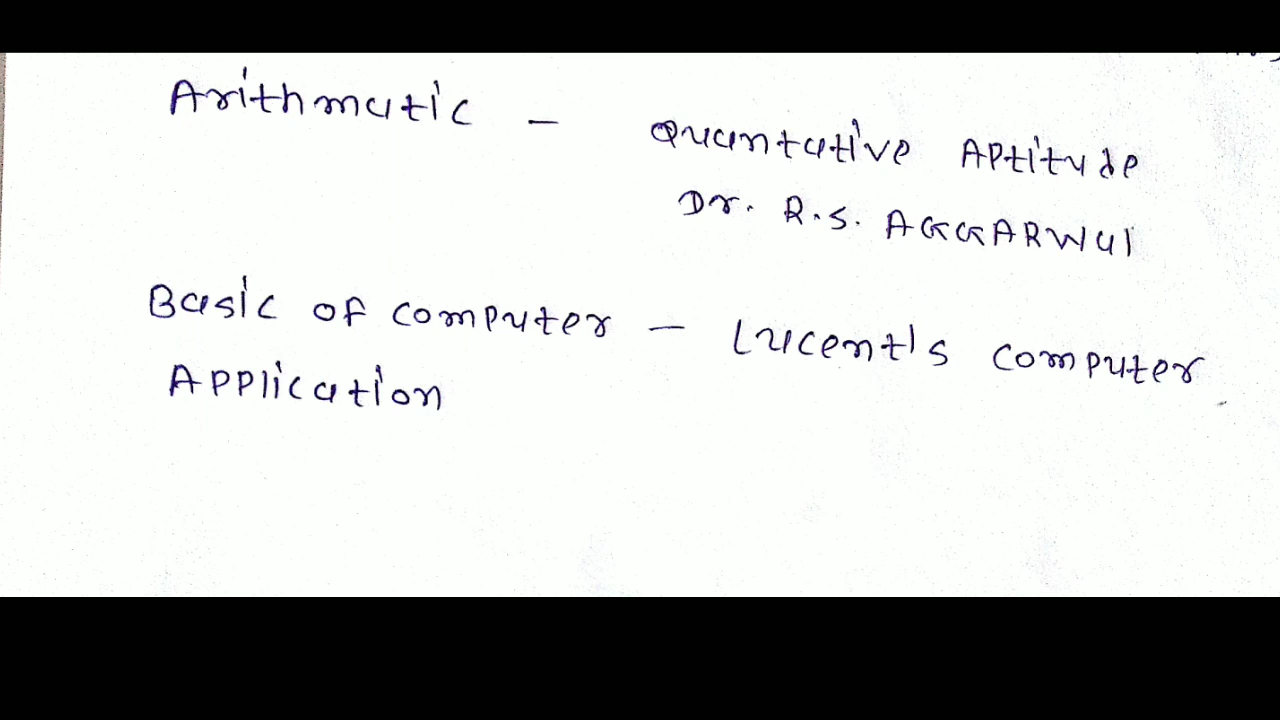 Arithmatic - Quantative Aptitude
Dr. R.S. AGGARWal
Basic of computer - Lucent's computer
Application